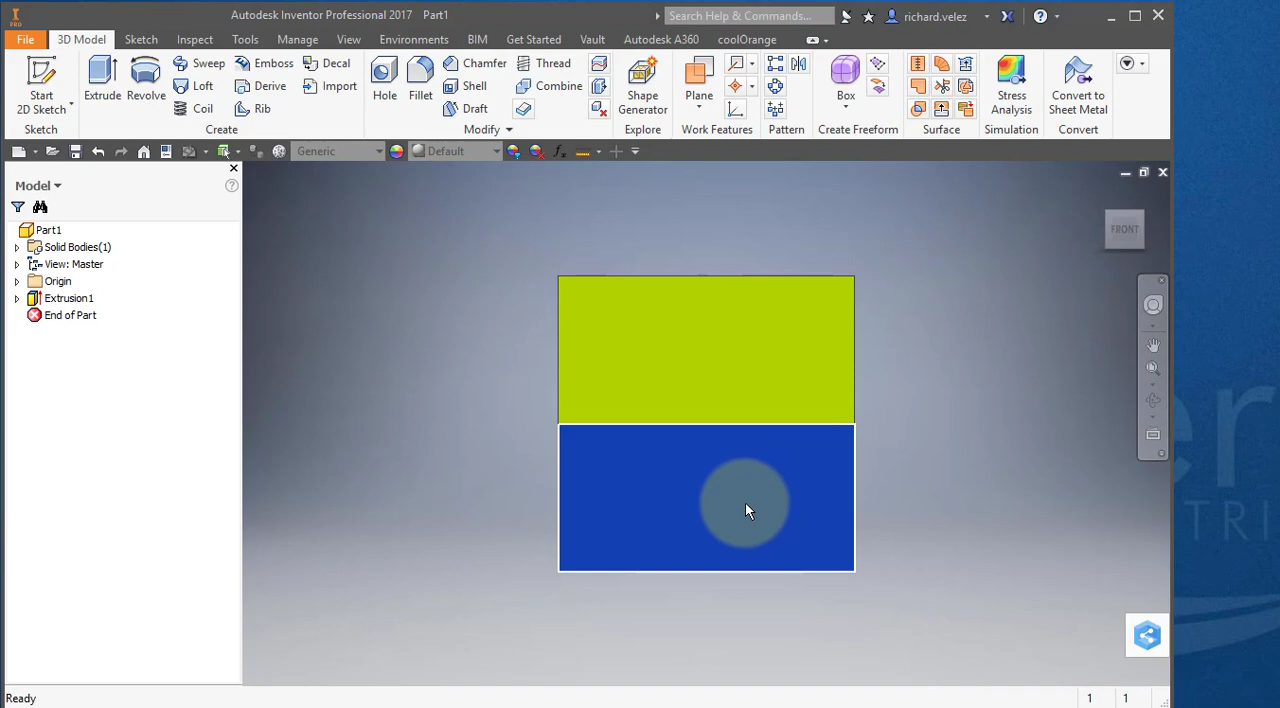 Autodesk Inventor Professional 2017 Part1
Search Help & Commands...
richard.velez
PRO
File 3D Model Sketch Inspect Tools Manage View Environments BIM Get Started Vault Autodesk A360 coolOrange
Start
2D Sketch
Extrude
Revolve
Sweep
Loft
Coil
Emboss
Derive
Rib
Decal
Import
Hole
Fillet
Chamfer
Shell
Draft
Thread
Combine
Shape
Generator
Plane
Box
Stress
Analysis
Convert to
Sheet Metal
Sketch Create Modify Explore Work Features Pattern Create Freeform Surface Simulation Convert
Generic Default fx
Model
Part1
Solid Bodies(1)
View: Master
Origin
Extrusion1
End of Part
FRONT
er
TRI
Ready
1 1